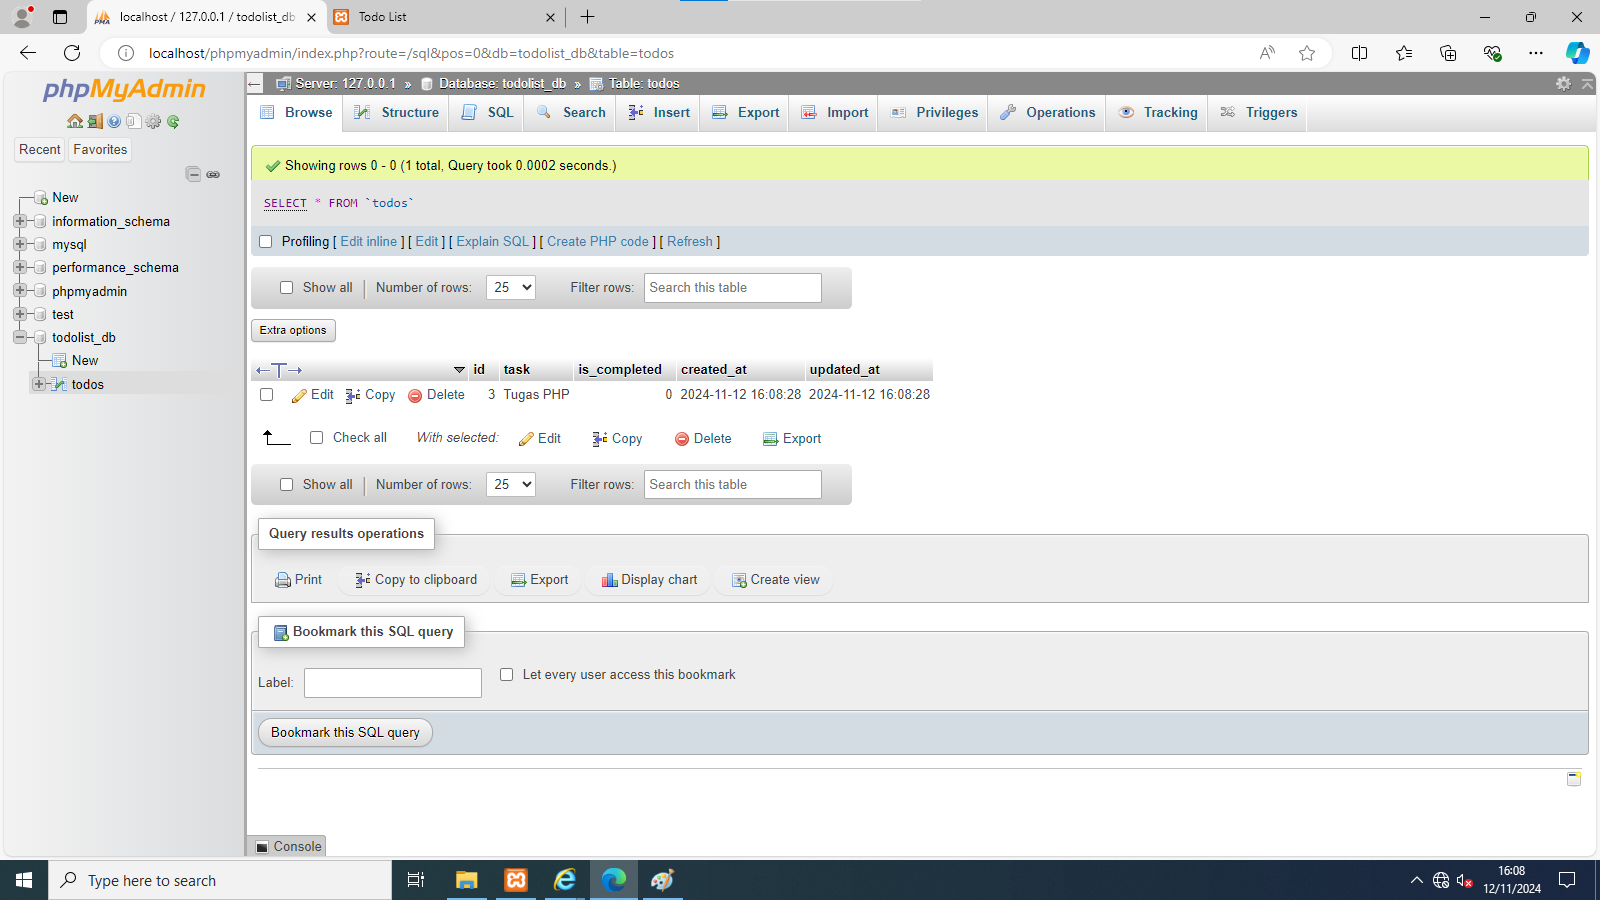 localhost / 127.0.0.1 / todolist_db
Todo List
localhost/phpmyadmin/index.php?route=/sql&pos=0&db=todolist_db&table=todos
phpMyAdmin
Recent Favorites
New
information_schema
mysql
performance_schema
phpmyadmin
test
todolist_db
New
todos
Server: 127.0.0.1 » Database: todolist_db » Table: todos
Browse Structure SQL Search Insert Export Import Privileges Operations Tracking Triggers
Showing rows 0 - 0 (1 total, Query took 0.0002 seconds.)
SELECT * FROM `todos`
Profiling [ Edit inline ] [ Edit ] [ Explain SQL ] [ Create PHP code ] [ Refresh ]
Show all Number of rows: 25 Filter rows: Search this table
Extra options
id task is_completed created_at updated_at
Edit Copy Delete 3 Tugas PHP 0 2024-11-12 16:08:28 2024-11-12 16:08:28
Check all With selected: Edit Copy Delete Export
Show all Number of rows: 25 Filter rows: Search this table
Query results operations
Print Copy to clipboard Export Display chart Create view
Bookmark this SQL query
Label: Let every user access this bookmark
Bookmark this SQL query
Console
Type here to search
16:08
12/11/2024